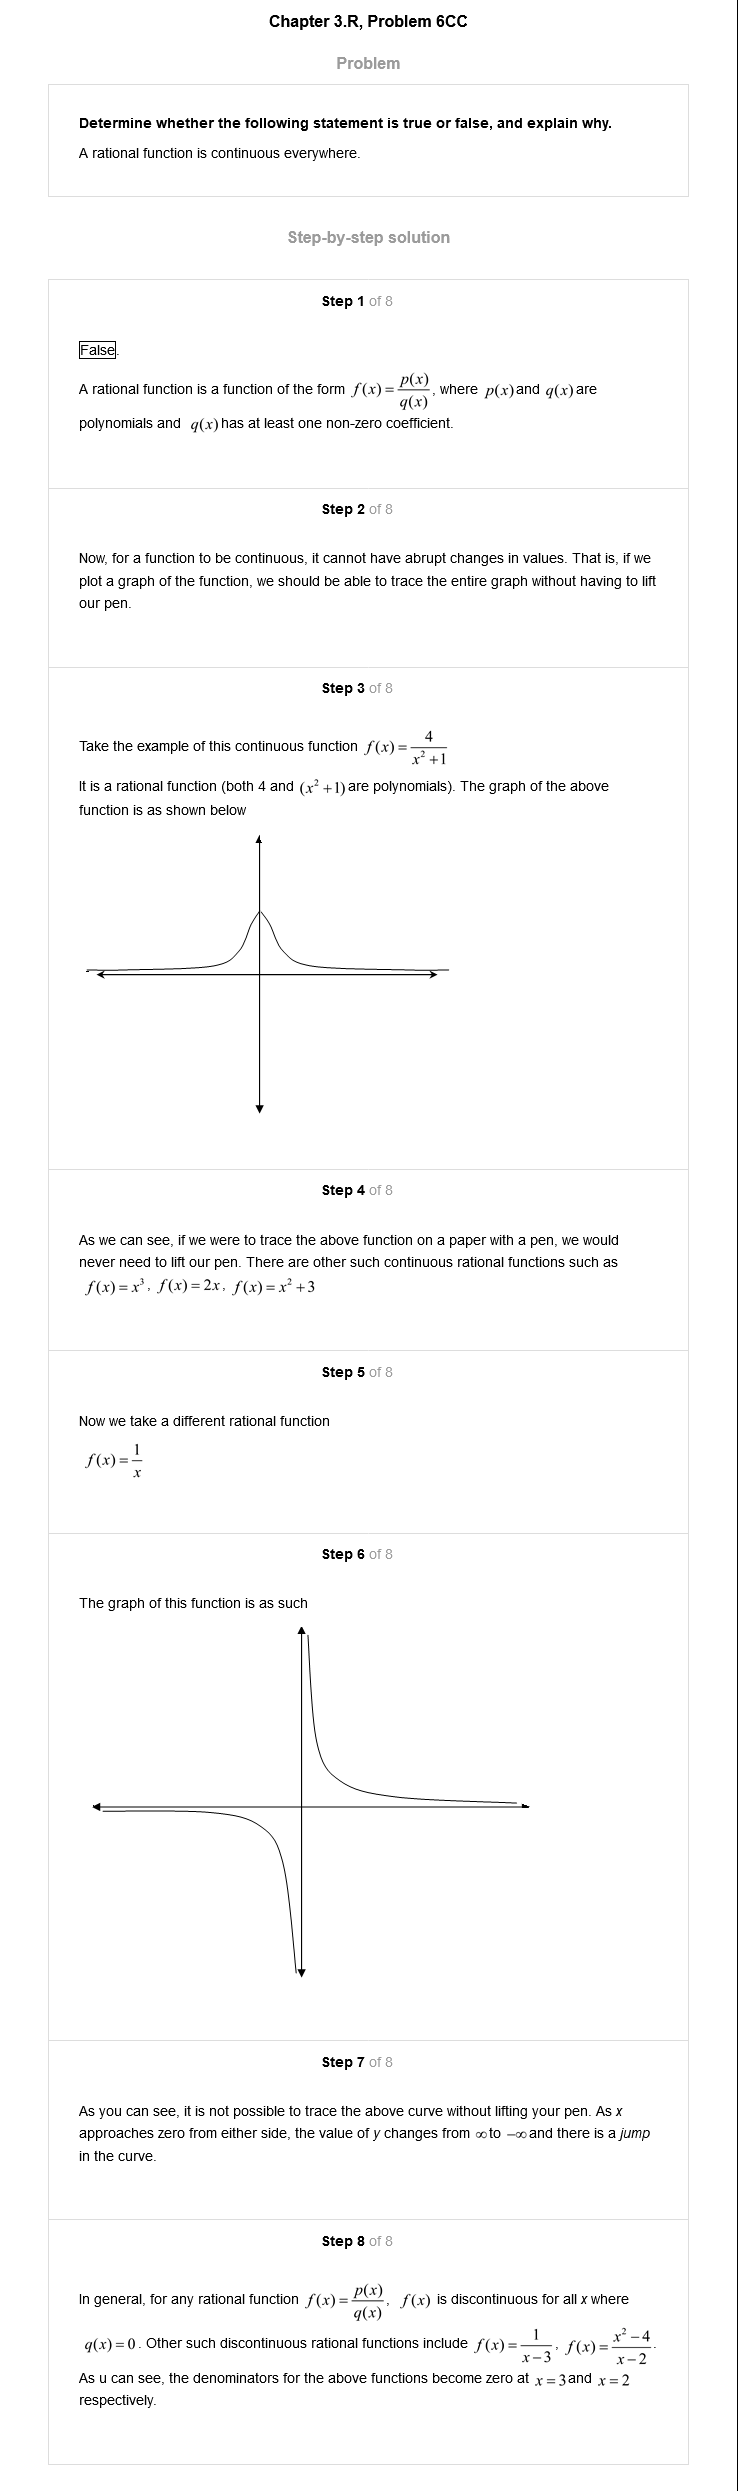 Chapter 3.R, Problem 6CC
Problem
Determine whether the following statement is true or false, and explain why.
A rational function is continuous everywhere.
Step-by-step solution
Step 1 of 8
False.
A rational function is a function of the form f(x) = p(x)/q(x), where p(x) and q(x) are
polynomials and q(x) has at least one non-zero coefficient.
Step 2 of 8
Now, for a function to be continuous, it cannot have abrupt changes in values. That is, if we
plot a graph of the function, we should be able to trace the entire graph without having to lift
our pen.
Step 3 of 8
Take the example of this continuous function f(x) = 4/(x² + 1)
It is a rational function (both 4 and (x² + 1) are polynomials). The graph of the above
function is as shown below
Step 4 of 8
As we can see, if we were to trace the above function on a paper with a pen, we would
never need to lift our pen. There are other such continuous rational functions such as
f(x) = x³, f(x) = 2x, f(x) = x² + 3
Step 5 of 8
Now we take a different rational function
f(x) = 1/x
Step 6 of 8
The graph of this function is as such
Step 7 of 8
As you can see, it is not possible to trace the above curve without lifting your pen. As x
approaches zero from either side, the value of y changes from ∞ to −∞ and there is a jump
in the curve.
Step 8 of 8
In general, for any rational function f(x) = p(x)/q(x), f(x) is discontinuous for all x where
q(x) = 0. Other such discontinuous rational functions include f(x) = 1/(x − 3), f(x) = (x² − 4)/(x − 2).
As u can see, the denominators for the above functions become zero at x = 3 and x = 2
respectively.